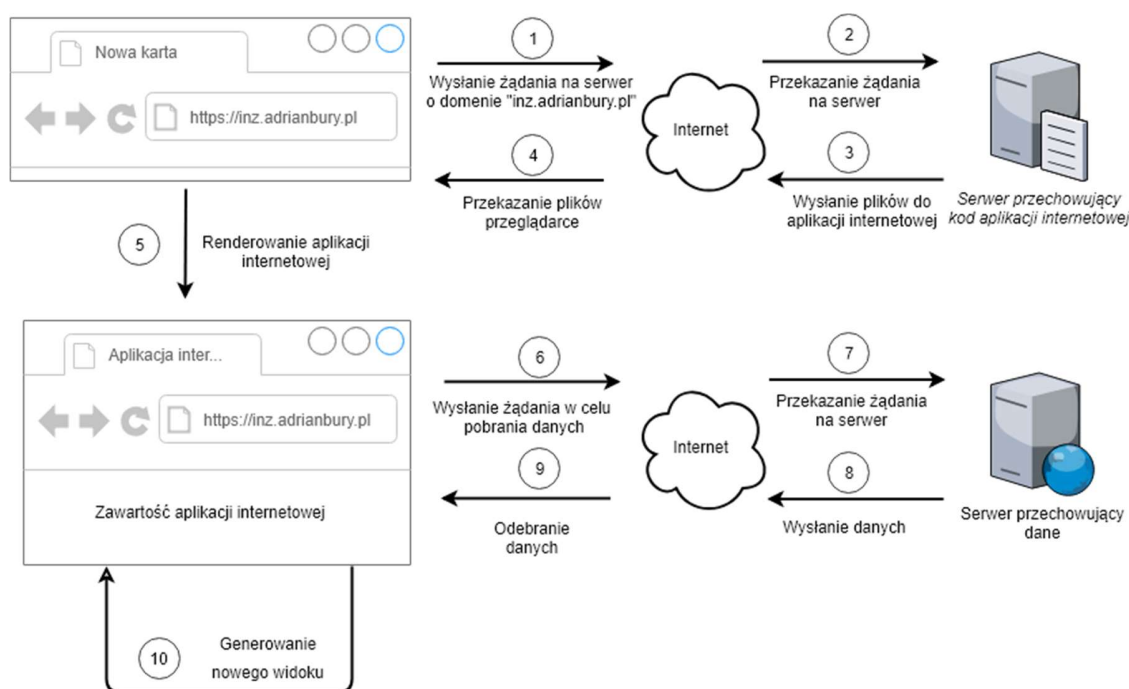 Nowa karta
https://inz.adrianbury.pl
1
Wysłanie żądania na serwer
o domenie "inz.adrianbury.pl"
Internet
2
Przekazanie żądania
na serwer
4
Przekazanie plików
przeglądarce
3
Wysłanie plików do
aplikacji internetowej
Serwer przechowujący
kod aplikacji internetowej
5
Renderowanie aplikacji
internetowej
Aplikacja inter...
https://inz.adrianbury.pl
Zawartość aplikacji internetowej
6
Wysłanie żądania w celu
pobrania danych
Internet
7
Przekazanie żądania
na serwer
9
Odebranie
danych
8
Wysłanie danych
Serwer przechowujący
dane
10
Generowanie
nowego widoku